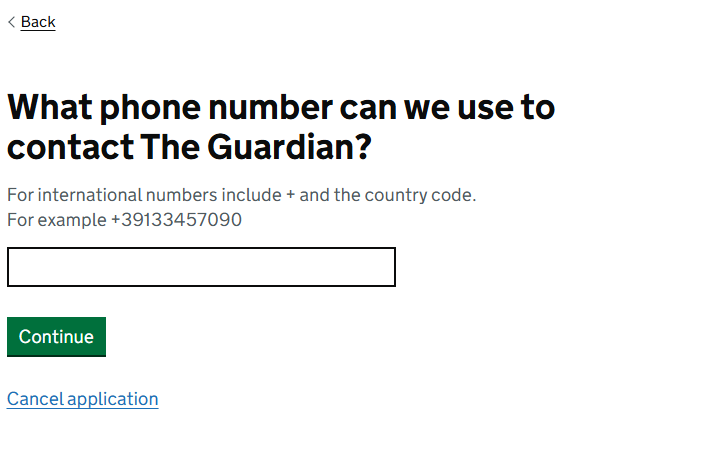 Back
What phone number can we use to
contact The Guardian?
For international numbers include + and the country code.
For example +39133457090
Continue
Cancel application